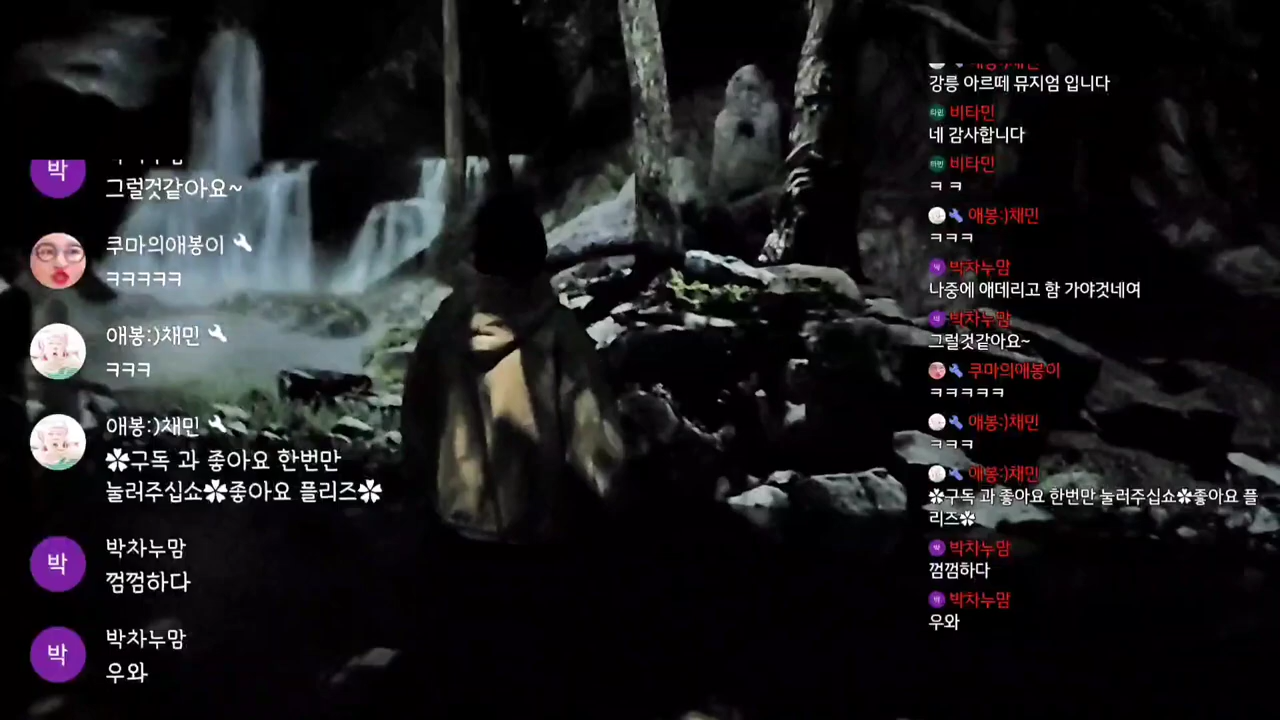 그럴것같아요~
쿠마의애봉이
ㅋㅋㅋㅋㅋ
애봉:)채민
ㅋㅋㅋ
애봉:)채민
✽구독 과 좋아요 한번만
눌러주십쇼✽좋아요 플리즈✽
박
박차누맘
껌껌하다
박
박차누맘
우와
강릉 아르떼 뮤지엄 입니다
비타민
네 감사합니다
비타민
ㅋ ㅋ
애봉:)채민
ㅋㅋㅋ
박차누맘
나중에 애데리고 함 가야것네여
박차누맘
그럴것같아요~
쿠마의애봉이
ㅋㅋㅋㅋㅋ
애봉:)채민
ㅋㅋㅋ
애봉:)채민
✽구독 과 좋아요 한번만 눌러주십쇼✽좋아요 플
리즈✽
박차누맘
껌껌하다
박차누맘
우와